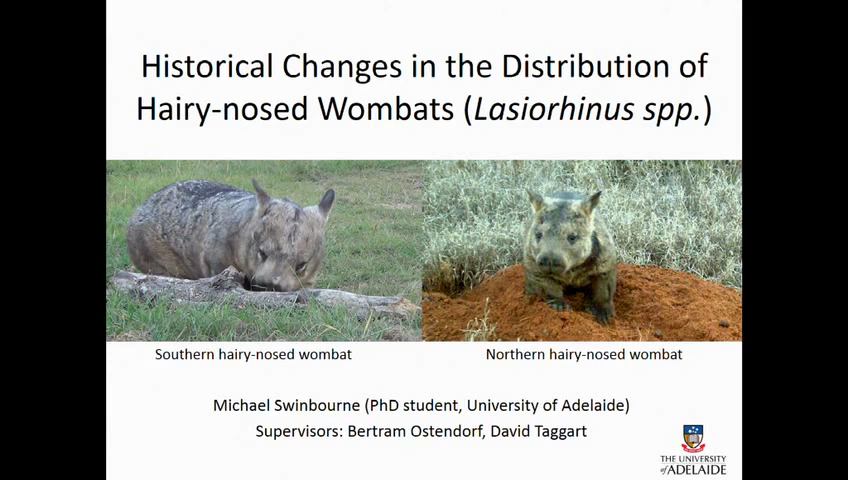 Historical Changes in the Distribution of
Hairy-nosed Wombats (Lasiorhinus spp.)
Southern hairy-nosed wombat
Northern hairy-nosed wombat
Michael Swinbourne (PhD student, University of Adelaide)
Supervisors: Bertram Ostendorf, David Taggart
THE UNIVERSITY
of ADELAIDE